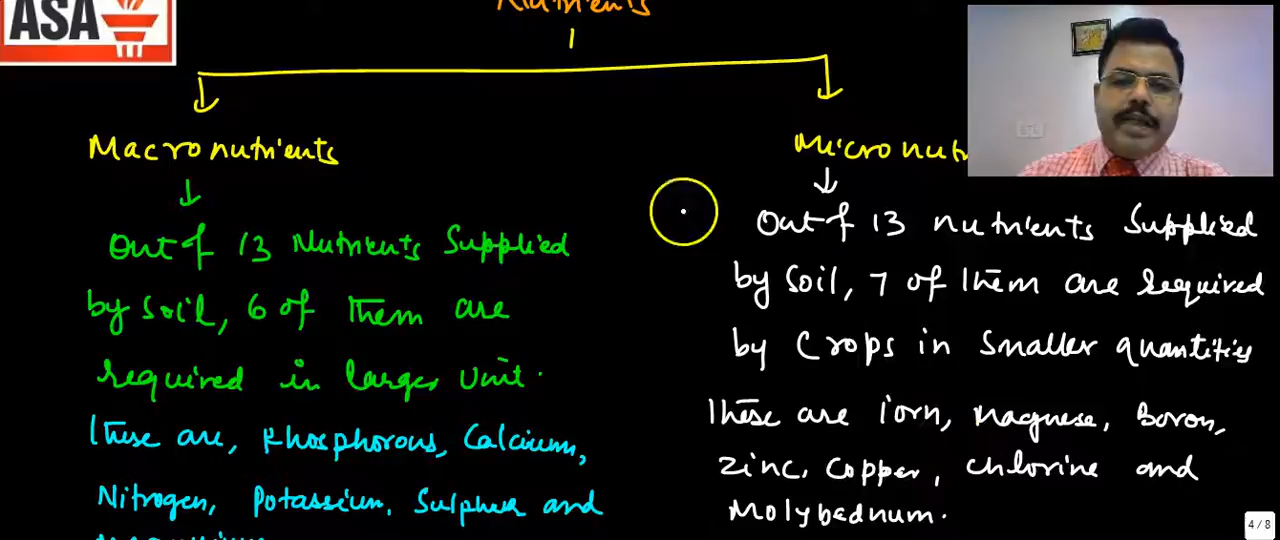 ASA
Nutrients
Macronutrients
Micronut
Out of 13 Nutrients Supplied
by Soil, 6 of them are
required in larger Unit.
These are, Phosphorous, Calcium,
Nitrogen, Potassium, Sulphur and
Out of 13 nutrients Supplied
by Soil, 7 of them are required
by Crops in Smaller quantities
These are iorn, Magnese, Boron,
Zinc, Copper, Chlorine and
Molybednum.
4/8